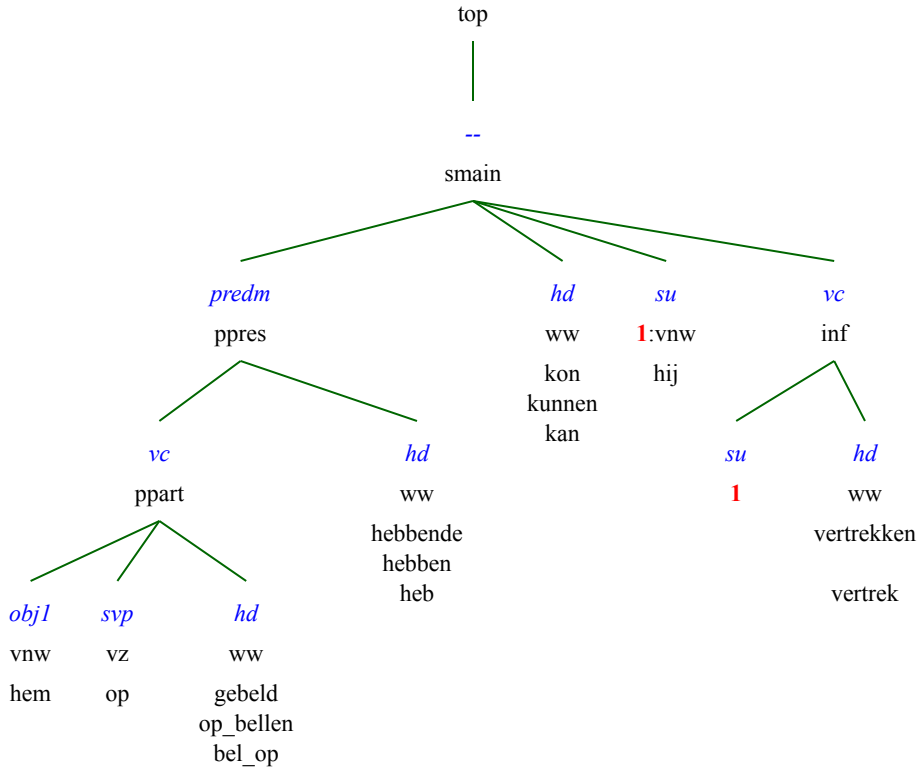 top
--
smain
predm hd su vc
ppres ww 1:vnw inf
kon hij
kunnen
kan
vc hd su hd
ppart ww 1 ww
hebbende vertrekken
hebben
heb vertrek
obj1 svp hd
vnw vz ww
hem op gebeld
op_bellen
bel_op